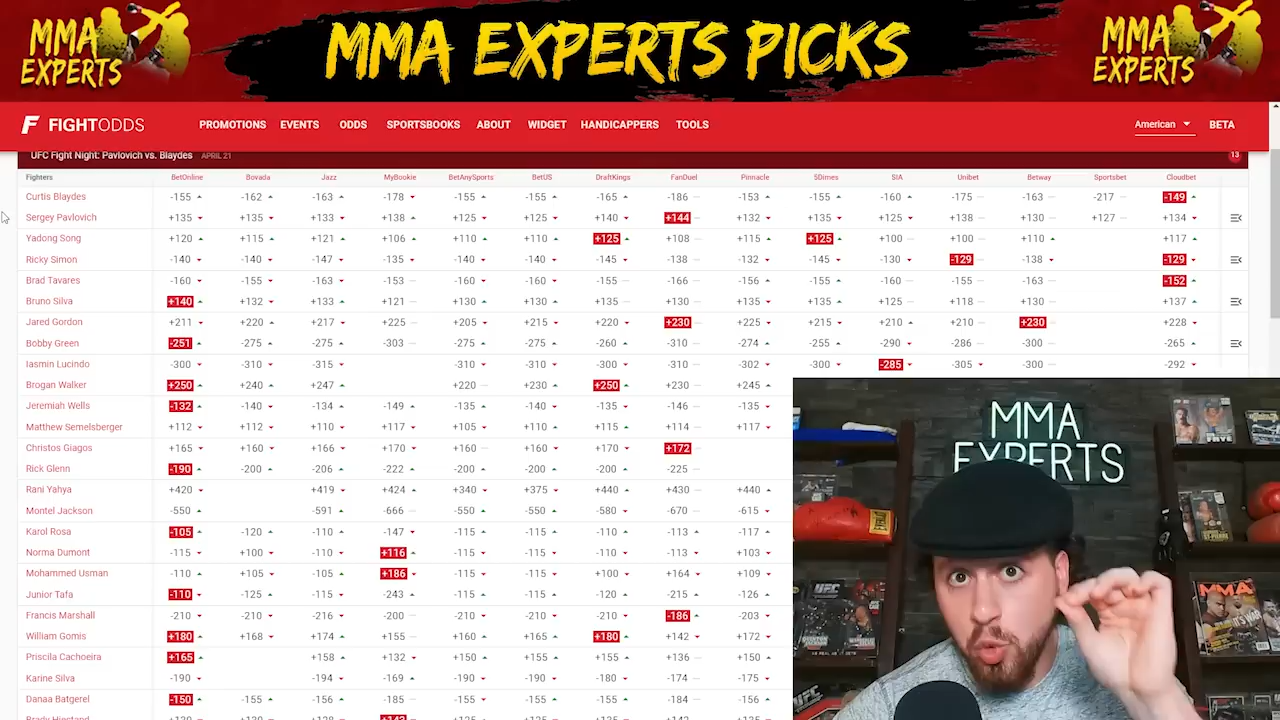 MMA
EXPERTS
MMA EXPERTS PICKS
MMA
EXPERTS
FIGHTODDS PROMOTIONS EVENTS ODDS SPORTSBOOKS ABOUT WIDGET HANDICAPPERS TOOLS American BETA
UFC Fight Night: Pavlovich vs. Blaydes APRIL 21 13
Fighters BetOnline Bovada Jazz MyBookie BetAnySports BetUS DraftKings FanDuel Pinnacle 5Dimes SIA Unibet Betway Sportsbet Cloudbet
Curtis Blaydes -155 -162 -163 -178 -155 -155 -165 -186 -153 -155 -160 -175 -163 -217 -149
Sergey Pavlovich +135 +135 +133 +138 +125 +125 +140 +144 +132 +135 +125 +138 +130 +127 +134
Yadong Song +120 +115 +121 +106 +110 +110 +125 +108 +115 +125 +100 +100 +110 +117
Ricky Simon -140 -140 -147 -135 -140 -140 -145 -138 -132 -145 -130 -129 -138 -129
Brad Tavares -160 -155 -163 -153 -160 -160 -155 -166 -156 -155 -160 -155 -163 -152
Bruno Silva +140 +132 +133 +121 +130 +130 +135 +130 +135 +135 +125 +118 +130 +137
Jared Gordon +211 +220 +217 +225 +205 +215 +220 +230 +225 +215 +210 +210 +230 +228
Bobby Green -251 -275 -275 -303 -275 -275 -260 -310 -274 -255 -290 -286 -300 -265
Iasmin Lucindo -300 -310 -315 -310 -310 -300 -310 -302 -300 -285 -305 -300 -292
Brogan Walker +250 +240 +247 +220 +230 +250 +230 +245
Jeremiah Wells -132 -140 -134 -149 -135 -140 -135 -146 -135
Matthew Semelsberger +112 +112 +110 +117 +105 +110 +115 +114 +117
Christos Giagos +165 +160 +166 +170 +160 +160 +170 +172
Rick Glenn -190 -200 -206 -222 -200 -200 -200 -225
Rani Yahya +420 +419 +424 +340 +375 +440 +430 +440
Montel Jackson -550 -591 -666 -550 -550 -580 -670 -615
Karol Rosa -105 -120 -110 -147 -115 -115 -110 -113 -117
Norma Dumont -115 +100 -110 +116 -115 -115 -110 -113 +103
Mohammed Usman -110 +105 -105 +186 -115 -115 +100 +164 +109
Junior Tafa -110 -125 -115 -243 -115 -115 -120 -215 -126
Francis Marshall -210 -210 -216 -200 -210 -210 -210 -186 -203
William Gomis +180 +168 +174 +155 +160 +165 +180 +142 +172
Priscila Cachoeira +165 +158 +132 +150 +155 +155 +136 +150
Karine Silva -190 -194 -169 -190 -190 -180 -174 -175
Danaa Batgerel -150 -155 -156 -185 -155 -155 -155 -184 -156
MMA
EXPERTS
UFC
MMA
UFC